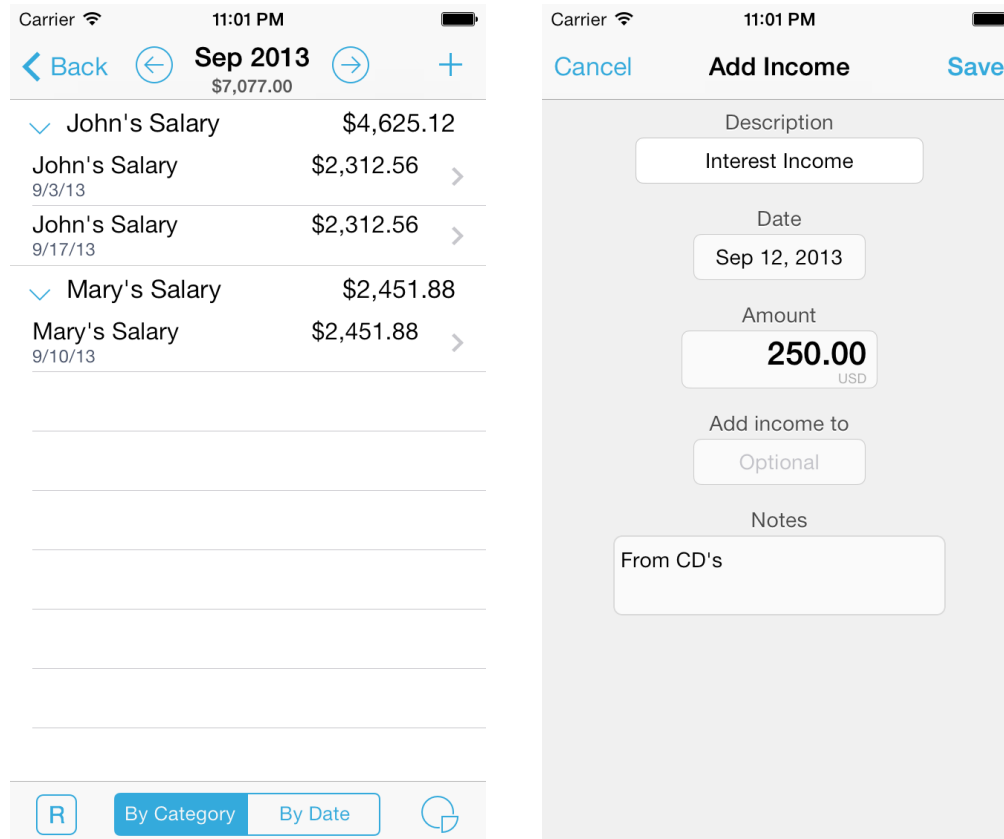 Carrier 11:01 PM
Back Sep 2013
$7,077.00
John's Salary $4,625.12
John's Salary $2,312.56
9/3/13
John's Salary $2,312.56
9/17/13
Mary's Salary $2,451.88
Mary's Salary $2,451.88
9/10/13
R By Category By Date
Carrier 11:01 PM
Cancel Add Income Save
Description
Interest Income
Date
Sep 12, 2013
Amount
250.00
USD
Add income to
Optional
Notes
From CD's